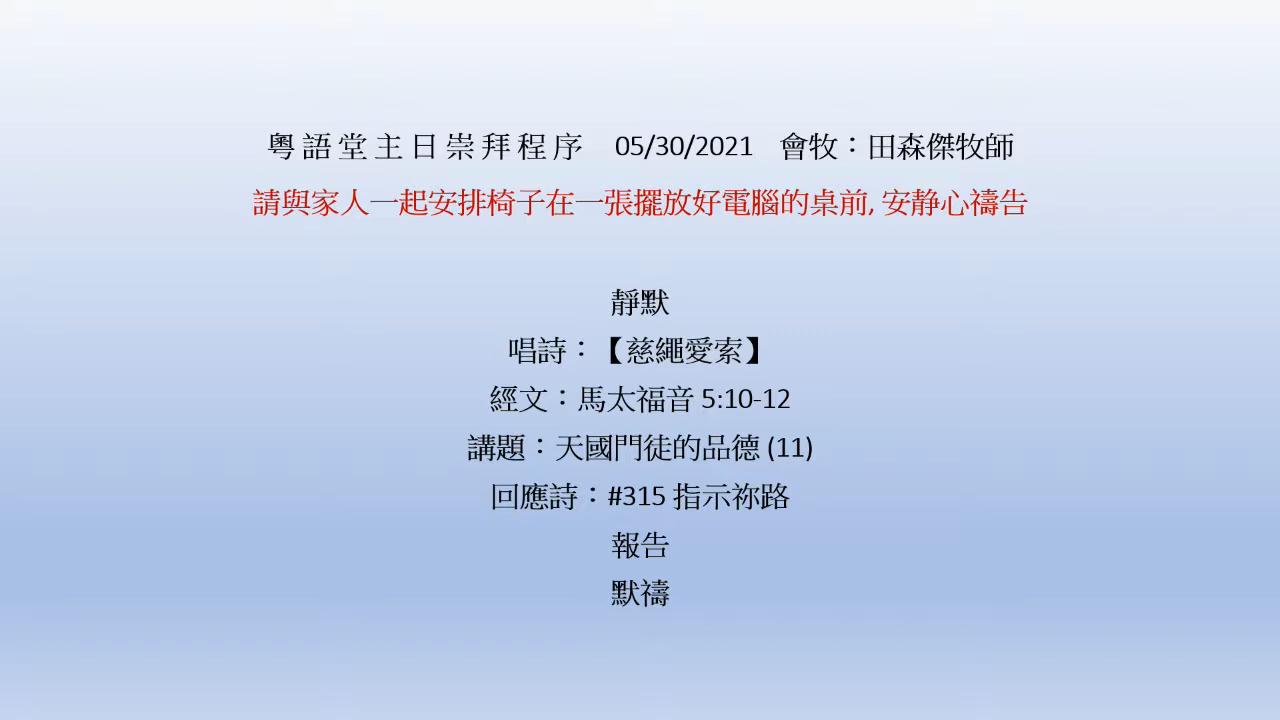 粵語堂主日崇拜程序 05/30/2021 會牧：田森傑牧師
請與家人一起安排椅子在一張擺放好電腦的桌前, 安静心禱告
靜默
唱詩：【慈繩愛索】
經文：馬太福音 5:10-12
講題：天國門徒的品德 (11)
回應詩：#315 指示祢路
報告
默禱